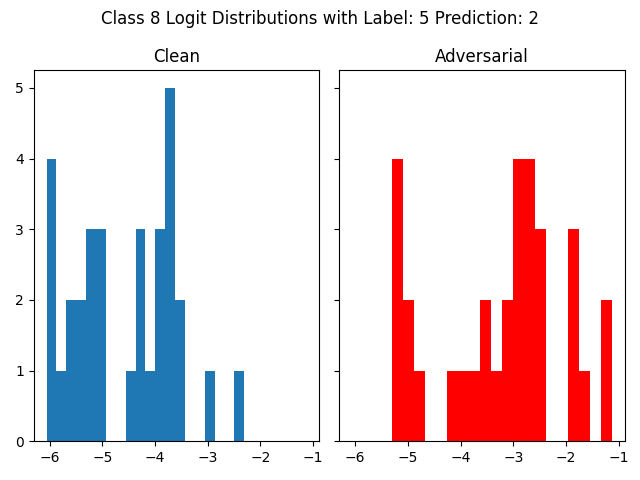 Class 8 Logit Distributions with Label: 5 Prediction: 2
Clean
Adversarial
5
4
3
2
1
0
−6 −5 −4 −3 −2 −1
−6 −5 −4 −3 −2 −1